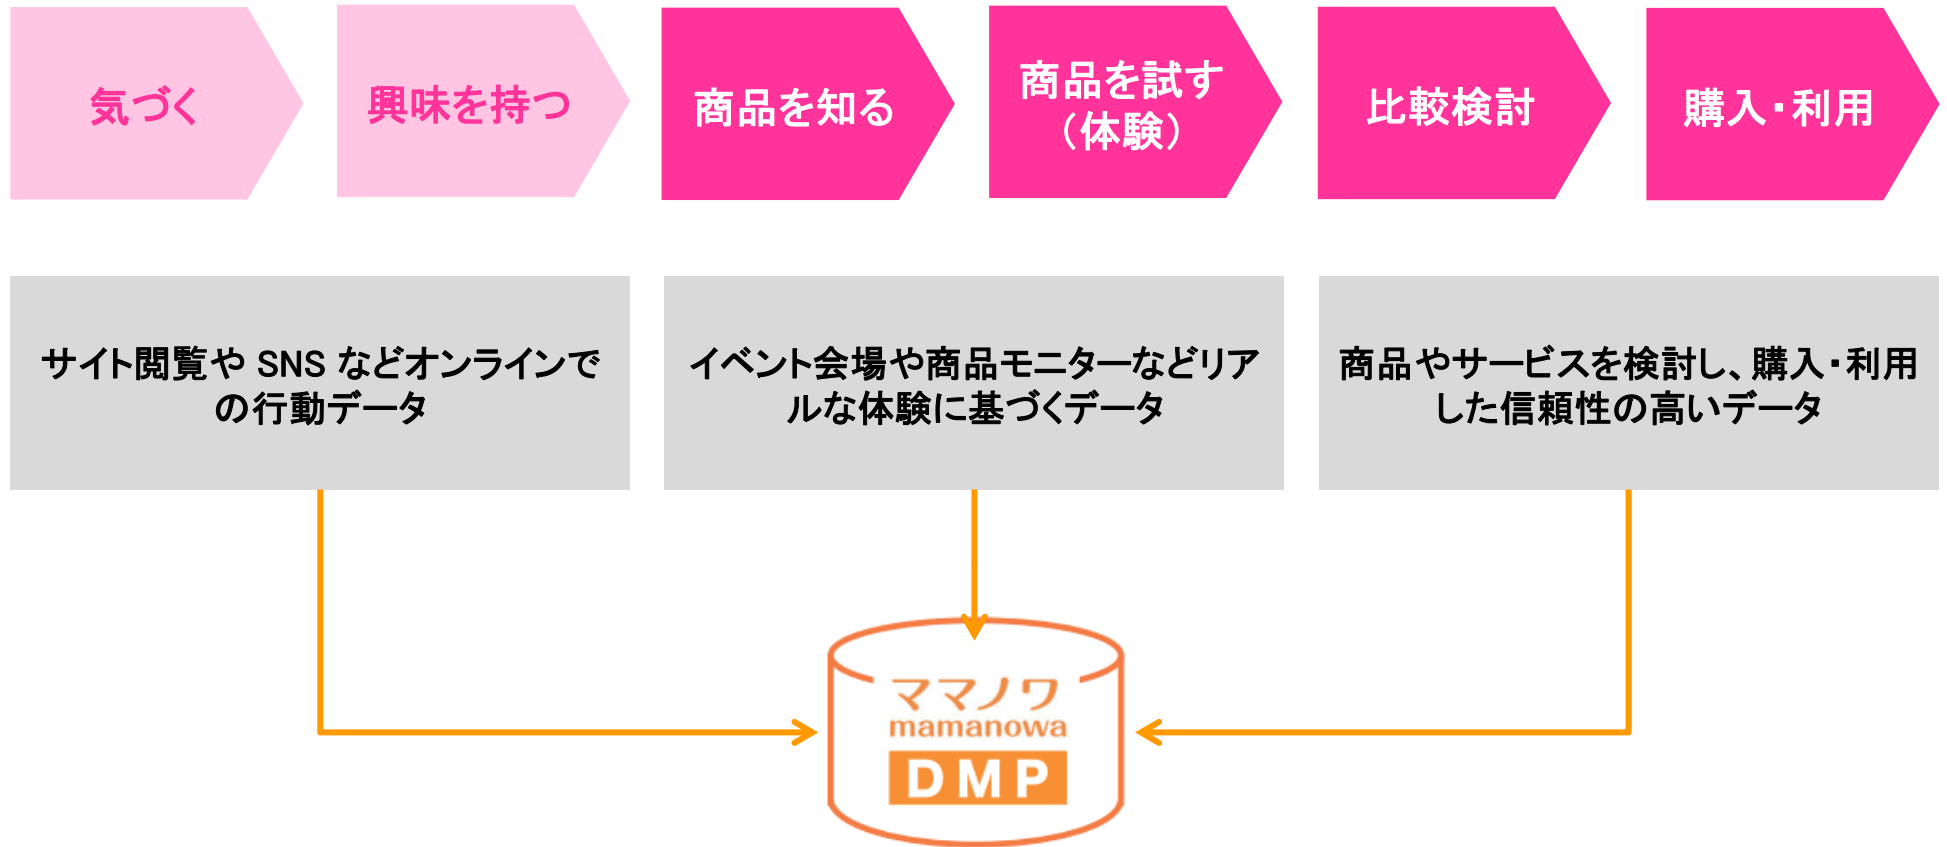 気づく
興味を持つ
商品を知る
商品を試す
（体験）
比較検討
購入・利用
サイト閲覧や SNS などオンラインで
の行動データ
イベント会場や商品モニターなどリア
ルな体験に基づくデータ
商品やサービスを検討し、購入・利用
した信頼性の高いデータ
ママノワ
mamanowa
DMP